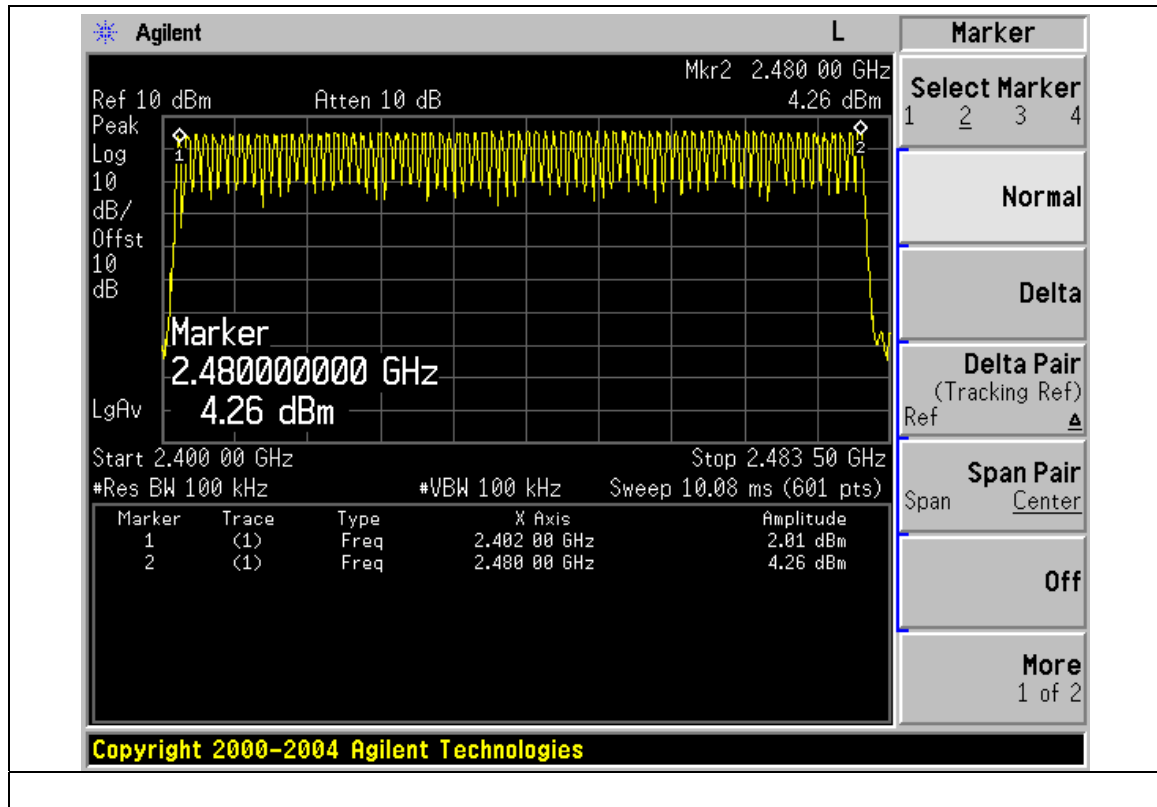 Agilent L
Mkr2 2.480 00 GHz
Ref 10 dBm Atten 10 dB 4.26 dBm
Peak
Log
10
dB/
Offst
10
dB
LgAv
1
2
Marker
2.480000000 GHz
4.26 dBm
Start 2.400 00 GHz Stop 2.483 50 GHz
#Res BW 100 kHz #VBW 100 kHz Sweep 10.08 ms (601 pts)
Marker Trace Type X Axis Amplitude
1 (1) Freq 2.402 00 GHz 2.01 dBm
2 (1) Freq 2.480 00 GHz 4.26 dBm
Marker
Select Marker
1 2 3 4
Normal
Delta
Delta Pair
(Tracking Ref)
Ref Δ
Span Pair
Span Center
Off
More
1 of 2
Copyright 2000-2004 Agilent Technologies